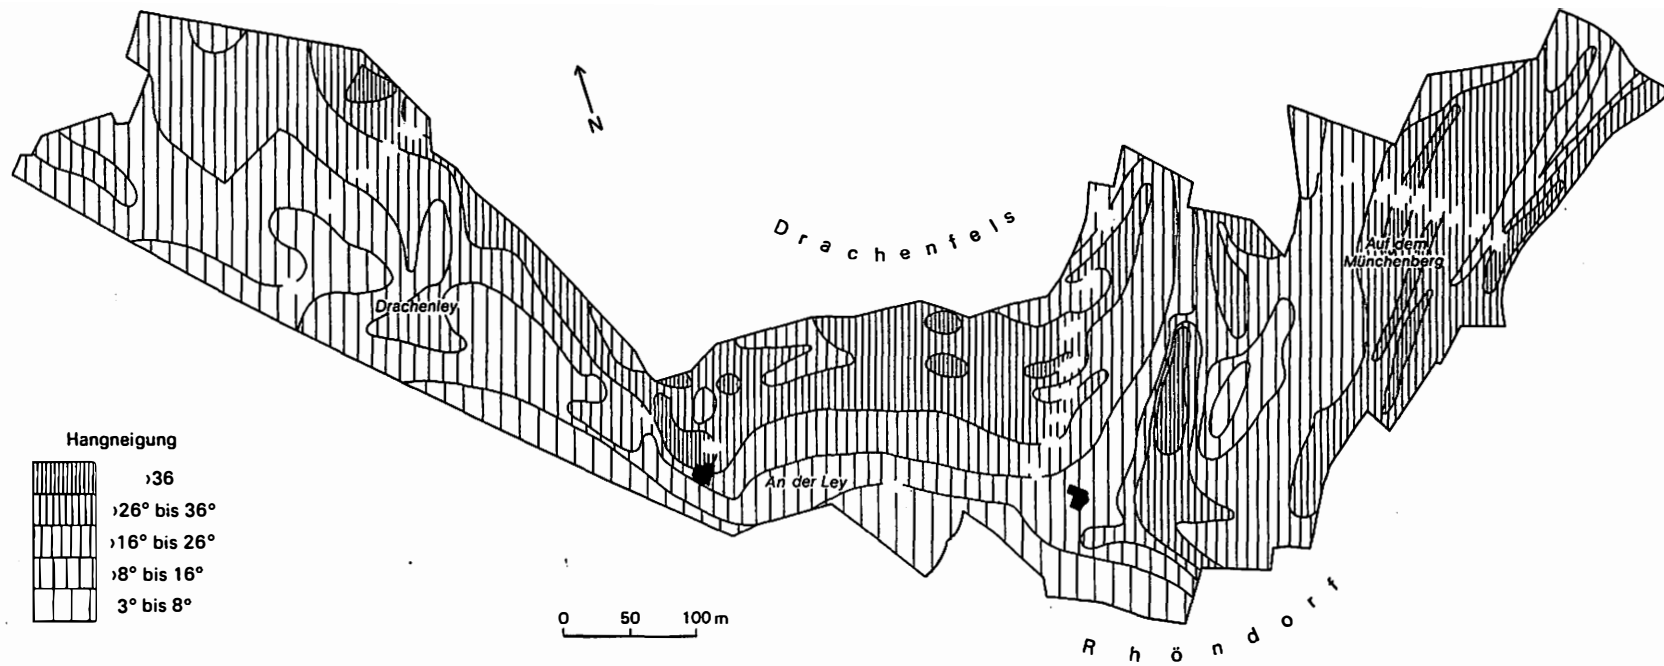 N
Drachenfels
Auf dem
Münchenberg
Drachenley
An der Ley
Hangneigung
›36
›26° bis 36°
›16° bis 26°
›8° bis 16°
3° bis 8°
0 50 100 m
Rhöndorf